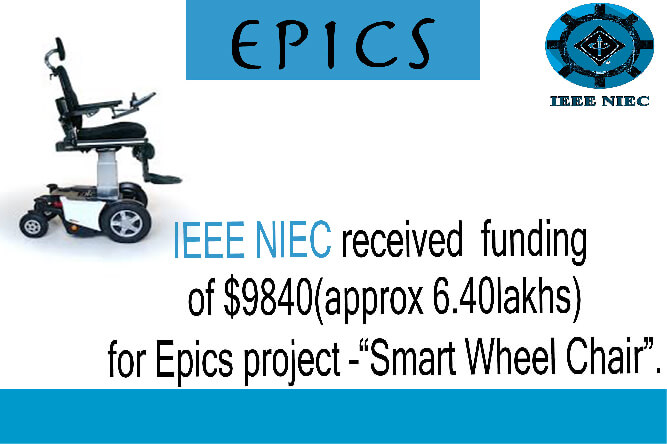 EPICS
IEEE NIEC
IEEE NIEC received funding
of $9840(approx 6.40lakhs)
for Epics project -“Smart Wheel Chair”.